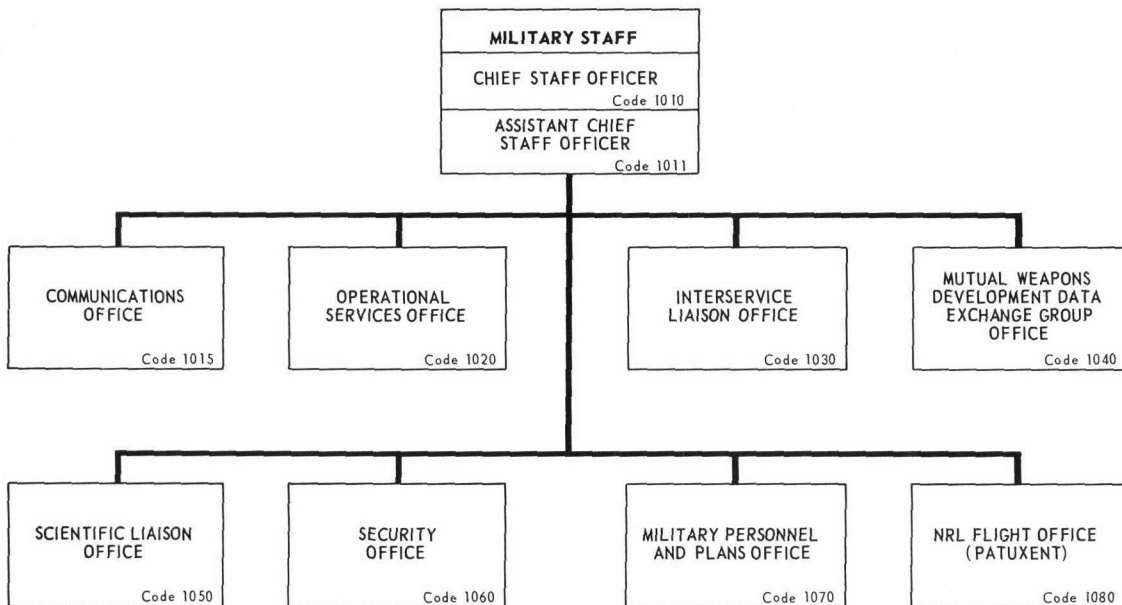 MILITARY STAFF
CHIEF STAFF OFFICER
Code 1010
ASSISTANT CHIEF
STAFF OFFICER
Code 1011
COMMUNICATIONS
OFFICE
Code 1015
OPERATIONAL
SERVICES OFFICE
Code 1020
INTERSERVICE
LIAISON OFFICE
Code 1030
MUTUAL WEAPONS
DEVELOPMENT DATA
EXCHANGE GROUP
OFFICE
Code 1040
SCIENTIFIC LIAISON
OFFICE
Code 1050
SECURITY
OFFICE
Code 1060
MILITARY PERSONNEL
AND PLANS OFFICE
Code 1070
NRL FLIGHT OFFICE
(PATUXENT)
Code 1080